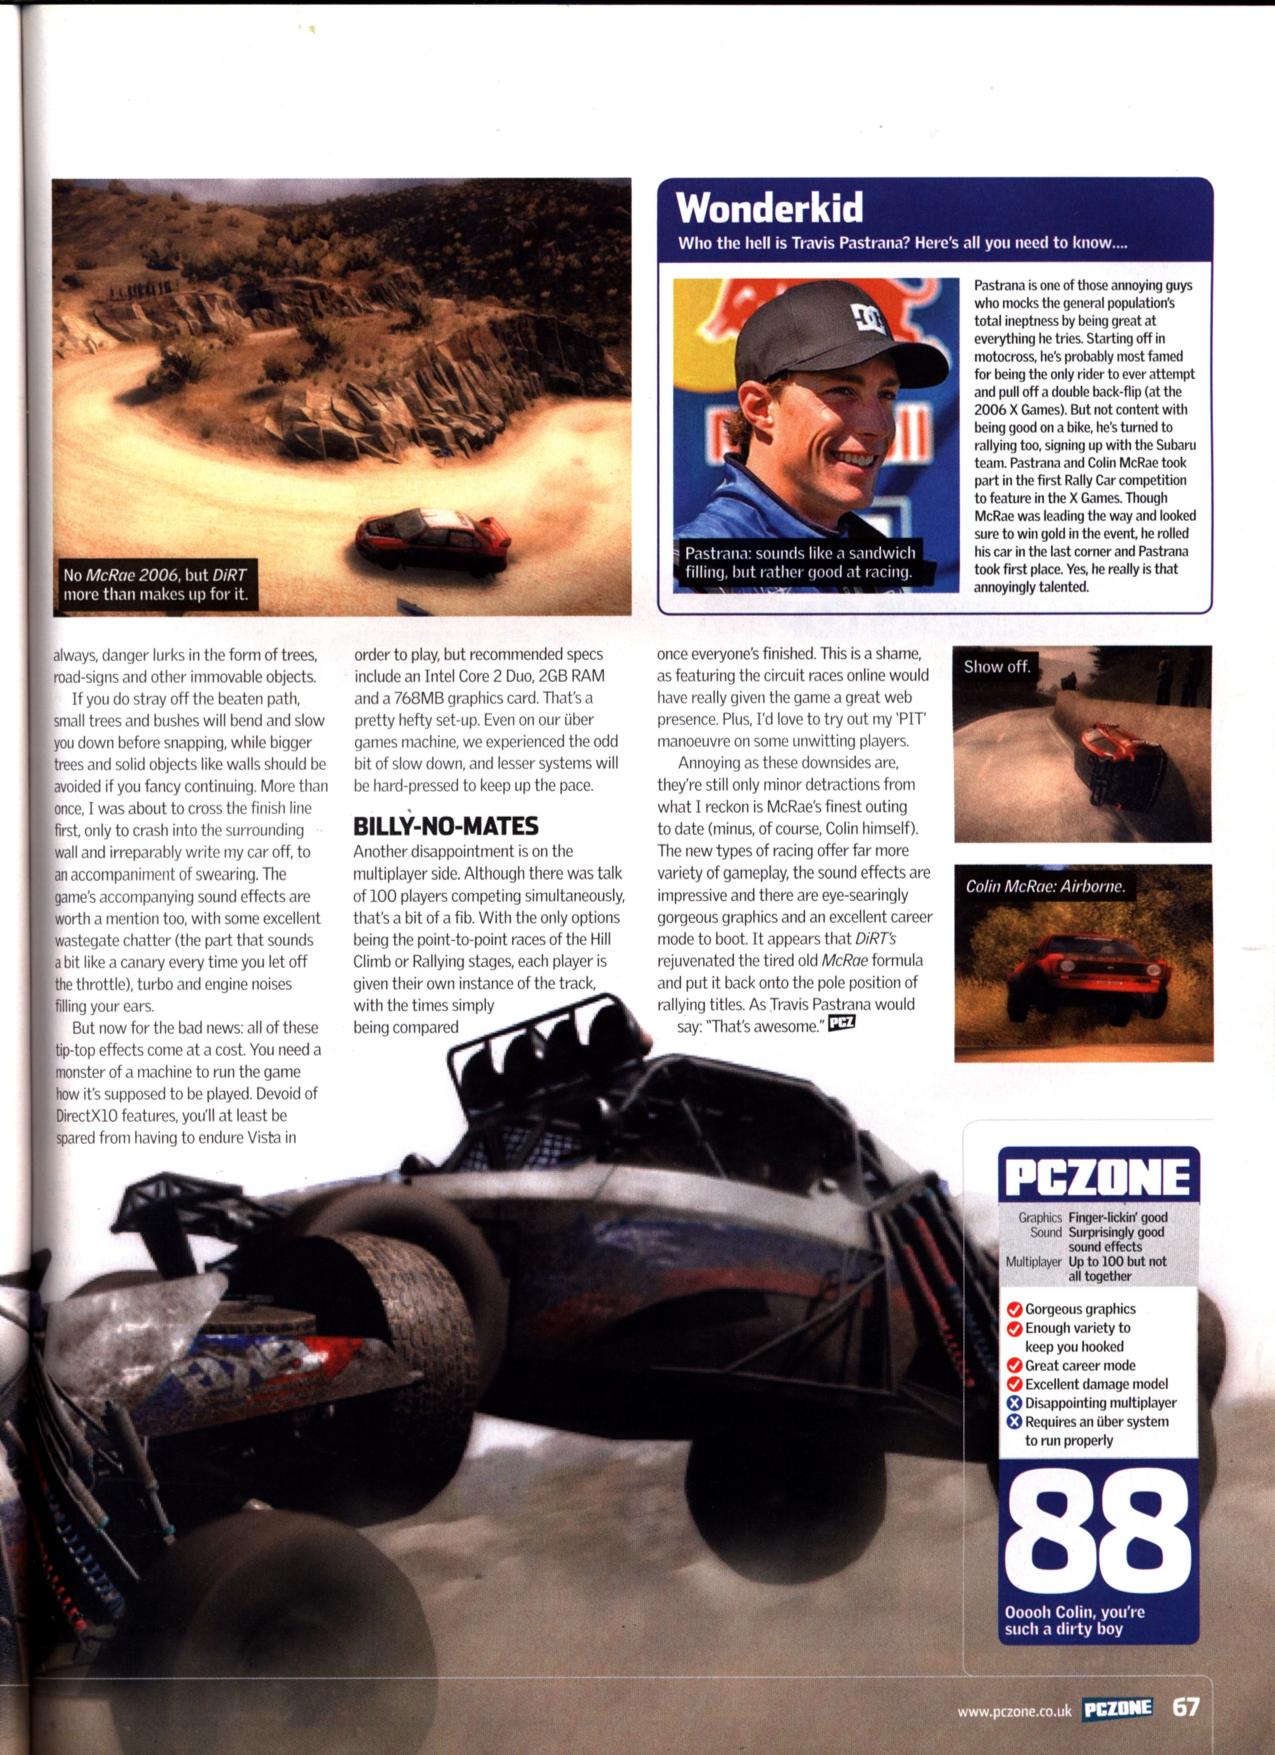 No McRae 2006, but DiRT
more than makes up for it.
Wonderkid
Who the hell is Travis Pastrana? Here's all you need to know....
Pastrana: sounds like a sandwich
filling, but rather good at racing.
Pastrana is one of those annoying guys
who mocks the general population's
total ineptness by being great at
everything he tries. Starting off in
motocross, he's probably most famed
for being the only rider to ever attempt
and pull off a double back-flip (at the
2006 X Games). But not content with
being good on a bike, he's turned to
rallying too, signing up with the Subaru
team. Pastrana and Colin McRae took
part in the first Rally Car competition
to feature in the X Games. Though
McRae was leading the way and looked
sure to win gold in the event, he rolled
his car in the last corner and Pastrana
took first place. Yes, he really is that
annoyingly talented.
always, danger lurks in the form of trees,
road-signs and other immovable objects.
If you do stray off the beaten path,
small trees and bushes will bend and slow
you down before snapping, while bigger
trees and solid objects like walls should be
avoided if you fancy continuing. More than
once, I was about to cross the finish line
first, only to crash into the surrounding
wall and irreparably write my car off, to
an accompaniment of swearing. The
game's accompanying sound effects are
worth a mention too, with some excellent
wastegate chatter (the part that sounds
a bit like a canary every time you let off
the throttle), turbo and engine noises
filling your ears.
But now for the bad news: all of these
tip-top effects come at a cost. You need a
monster of a machine to run the game
how it's supposed to be played. Devoid of
DirectX10 features, you'll at least be
spared from having to endure Vista in
order to play, but recommended specs
include an Intel Core 2 Duo, 2GB RAM
and a 768MB graphics card. That's a
pretty hefty set-up. Even on our über
games machine, we experienced the odd
bit of slow down, and lesser systems will
be hard-pressed to keep up the pace.
BILLY-NO-MATES
Another disappointment is on the
multiplayer side. Although there was talk
of 100 players competing simultaneously,
that's a bit of a fib. With the only options
being the point-to-point races of the Hill
Climb or Rallying stages, each player is
given their own instance of the track,
with the times simply
being compared
once everyone's finished. This is a shame,
as featuring the circuit races online would
have really given the game a great web
presence. Plus, I'd love to try out my 'PIT'
manoeuvre on some unwitting players.
Annoying as these downsides are,
they're still only minor detractions from
what I reckon is McRae's finest outing
to date (minus, of course, Colin himself).
The new types of racing offer far more
variety of gameplay, the sound effects are
impressive and there are eye-searingly
gorgeous graphics and an excellent career
mode to boot. It appears that DiRT's
rejuvenated the tired old McRae formula
and put it back onto the pole position of
rallying titles. As Travis Pastrana would
say: "That's awesome." PCZ
Show off.
Colin McRae: Airborne.
PCZONE
Graphics Finger-lickin' good
Sound Surprisingly good
sound effects
Multiplayer Up to 100 but not
all together
Gorgeous graphics
Enough variety to
keep you hooked
Great career mode
Excellent damage model
Disappointing multiplayer
Requires an über system
to run properly
88
Ooooh Colin, you're
such a dirty boy
www.pczone.co.uk PCZONE 67